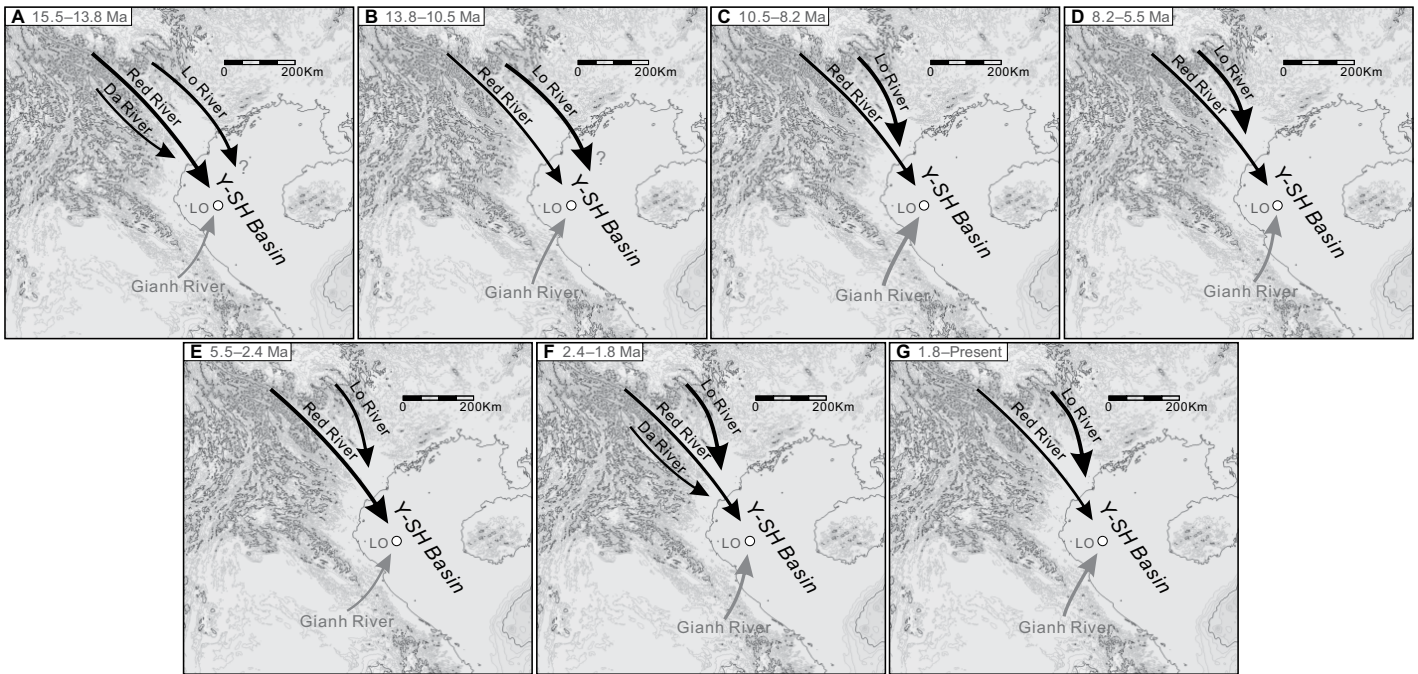 A 15.5–13.8 Ma
0 200Km
Lo River
Red River
Da River
?
Y-SH Basin
LO
Gianh River
B 13.8–10.5 Ma
0 200Km
Lo River
Red River
?
Y-SH Basin
LO
Gianh River
C 10.5–8.2 Ma
0 200Km
Lo River
Red River
Y-SH Basin
LO
Gianh River
D 8.2–5.5 Ma
0 200Km
Lo River
Red River
Y-SH Basin
LO
Gianh River
E 5.5–2.4 Ma
0 200Km
Lo River
Red River
Y-SH Basin
LO
Gianh River
F 2.4–1.8 Ma
0 200Km
Lo River
Red River
Da River
Y-SH Basin
LO
Gianh River
G 1.8–Present
0 200Km
Lo River
Red River
Y-SH Basin
LO
Gianh River